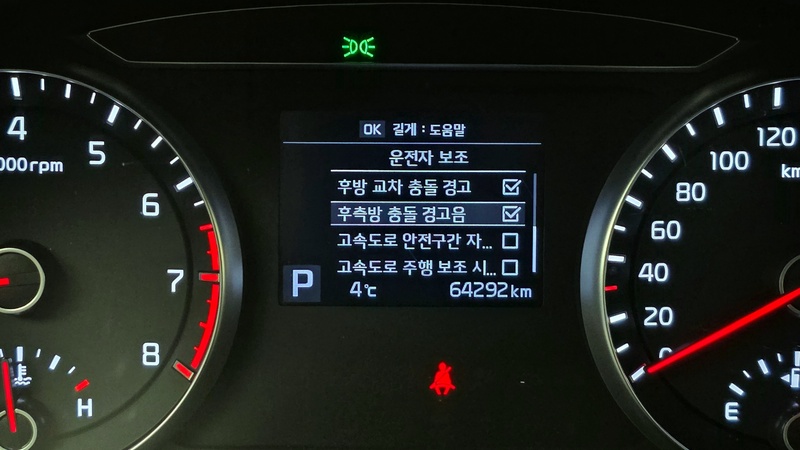 OK 길게 : 도움말
운전자 보조
후방 교차 충돌 경고
후측방 충돌 경고음
고속도로 안전구간 자...
고속도로 주행 보조 시...
P 4℃ 64292 km
4
5
6
7
8
000rpm
H
120
100
80
60
40
20
0
km
E